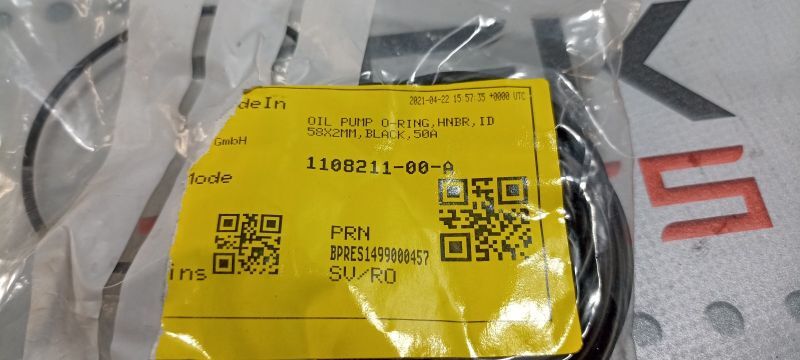 deIn
2021-04-22 15:57:35 +0000 UTC
OIL PUMP O-RING,HNBR,ID
58X2MM,BLACK,50A
GmbH
1108211-00-A
Mode
PRN
BPRES1499000457
ins
SV/RO